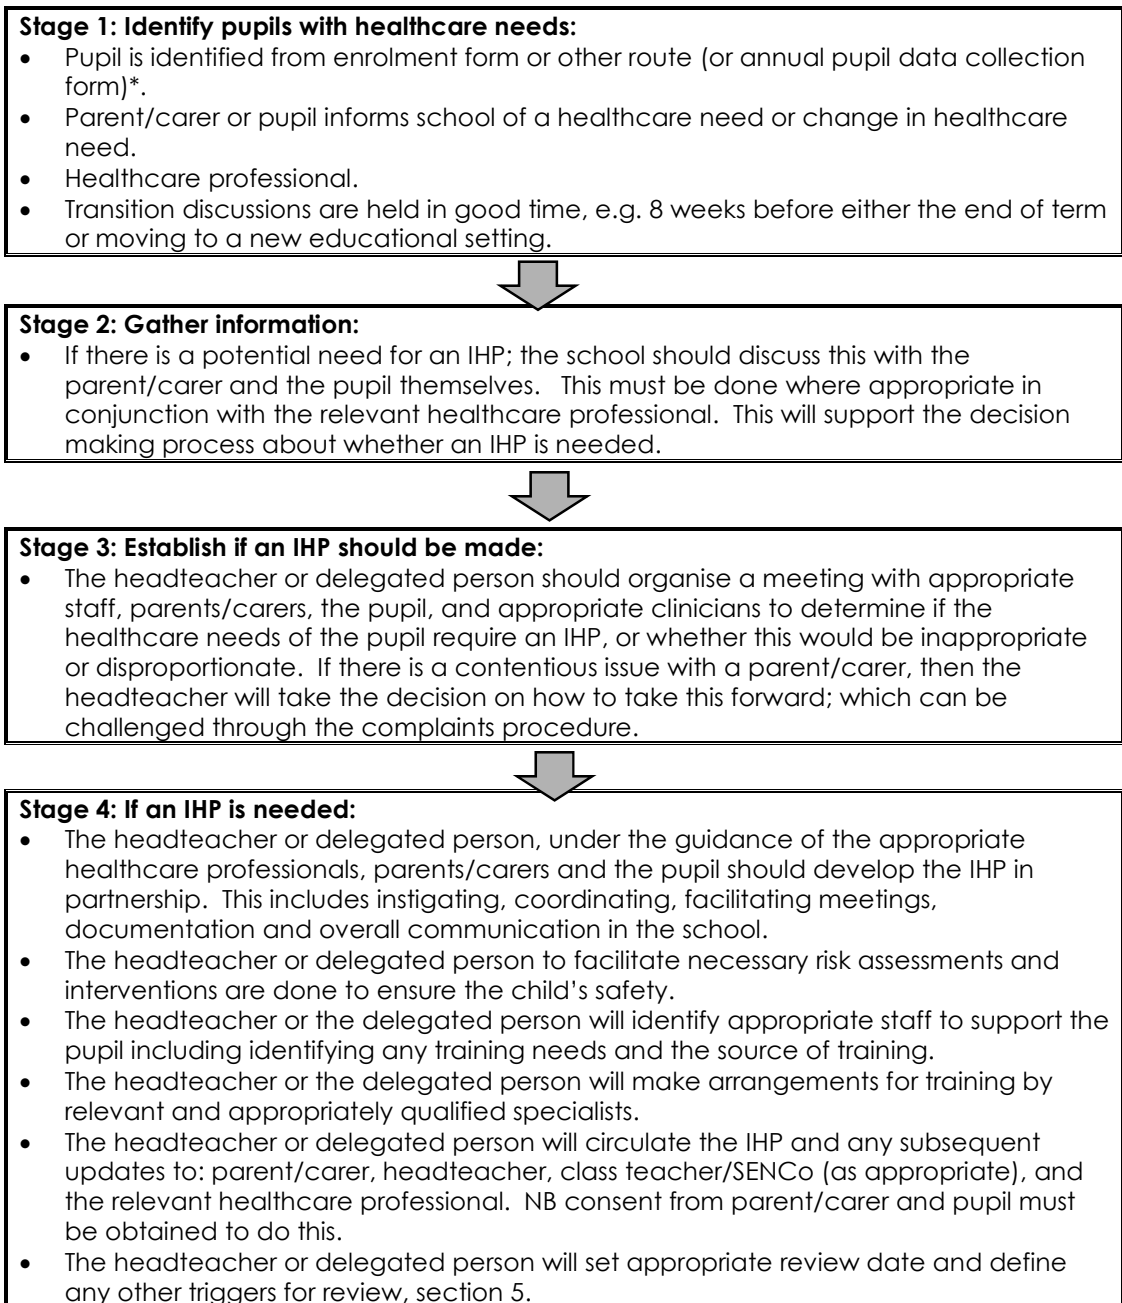 Stage 1: Identify pupils with healthcare needs:
• Pupil is identified from enrolment form or other route (or annual pupil data collection
form)*.
• Parent/carer or pupil informs school of a healthcare need or change in healthcare
need.
• Healthcare professional.
• Transition discussions are held in good time, e.g. 8 weeks before either the end of term
or moving to a new educational setting.
Stage 2: Gather information:
• If there is a potential need for an IHP; the school should discuss this with the
parent/carer and the pupil themselves.  This must be done where appropriate in
conjunction with the relevant healthcare professional.  This will support the decision
making process about whether an IHP is needed.
Stage 3: Establish if an IHP should be made:
• The headteacher or delegated person should organise a meeting with appropriate
staff, parents/carers, the pupil, and appropriate clinicians to determine if the
healthcare needs of the pupil require an IHP, or whether this would be inappropriate
or disproportionate.  If there is a contentious issue with a parent/carer, then the
headteacher will take the decision on how to take this forward; which can be
challenged through the complaints procedure.
Stage 4: If an IHP is needed:
• The headteacher or delegated person, under the guidance of the appropriate
healthcare professionals, parents/carers and the pupil should develop the IHP in
partnership.  This includes instigating, coordinating, facilitating meetings,
documentation and overall communication in the school.
• The headteacher or delegated person to facilitate necessary risk assessments and
interventions are done to ensure the child's safety.
• The headteacher or the delegated person will identify appropriate staff to support the
pupil including identifying any training needs and the source of training.
• The headteacher or the delegated person will make arrangements for training by
relevant and appropriately qualified specialists.
• The headteacher or delegated person will circulate the IHP and any subsequent
updates to: parent/carer, headteacher, class teacher/SENCo (as appropriate), and
the relevant healthcare professional.  NB consent from parent/carer and pupil must
be obtained to do this.
• The headteacher or delegated person will set appropriate review date and define
any other triggers for review, section 5.